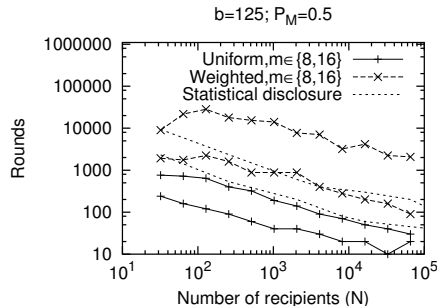 b=125; P_M=0.5
Uniform,m∈{8,16}
Weighted,m∈{8,16}
Statistical disclosure
Rounds
1000000
100000
10000
1000
100
10
10^1
10^2
10^3
10^4
10^5
Number of recipients (N)